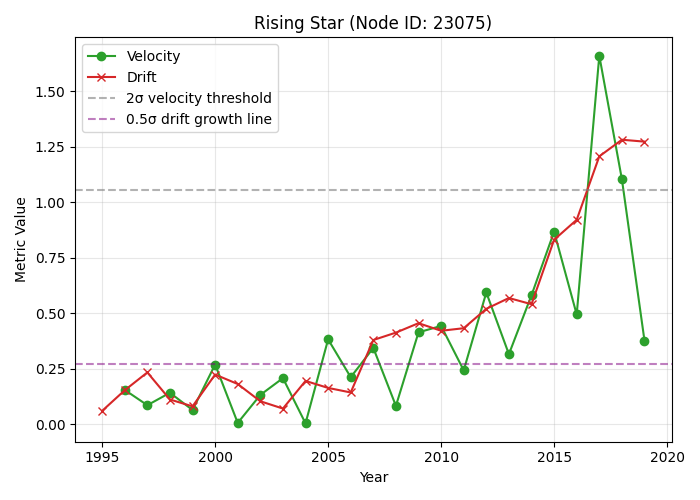 Rising Star (Node ID: 23075)
Velocity
Drift
2σ velocity threshold
0.5σ drift growth line
Metric Value
1.50
1.25
1.00
0.75
0.50
0.25
0.00
1995 2000 2005 2010 2015 2020
Year